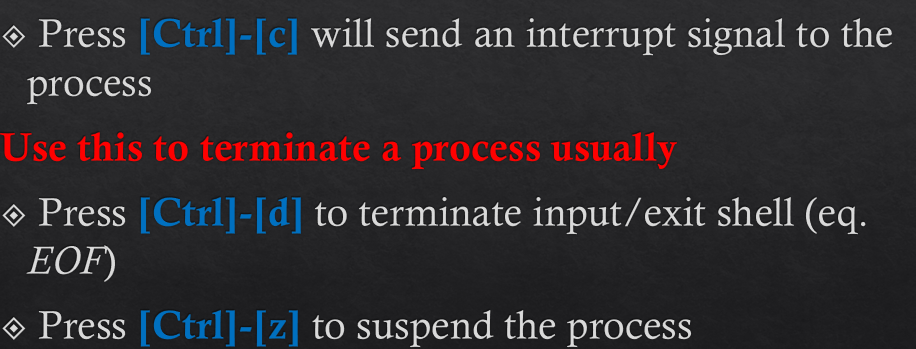 Press [Ctrl]-[c] will send an interrupt signal to the
process
Use this to terminate a process usually
Press [Ctrl]-[d] to terminate input/exit shell (eq.
EOF)
Press [Ctrl]-[z] to suspend the process